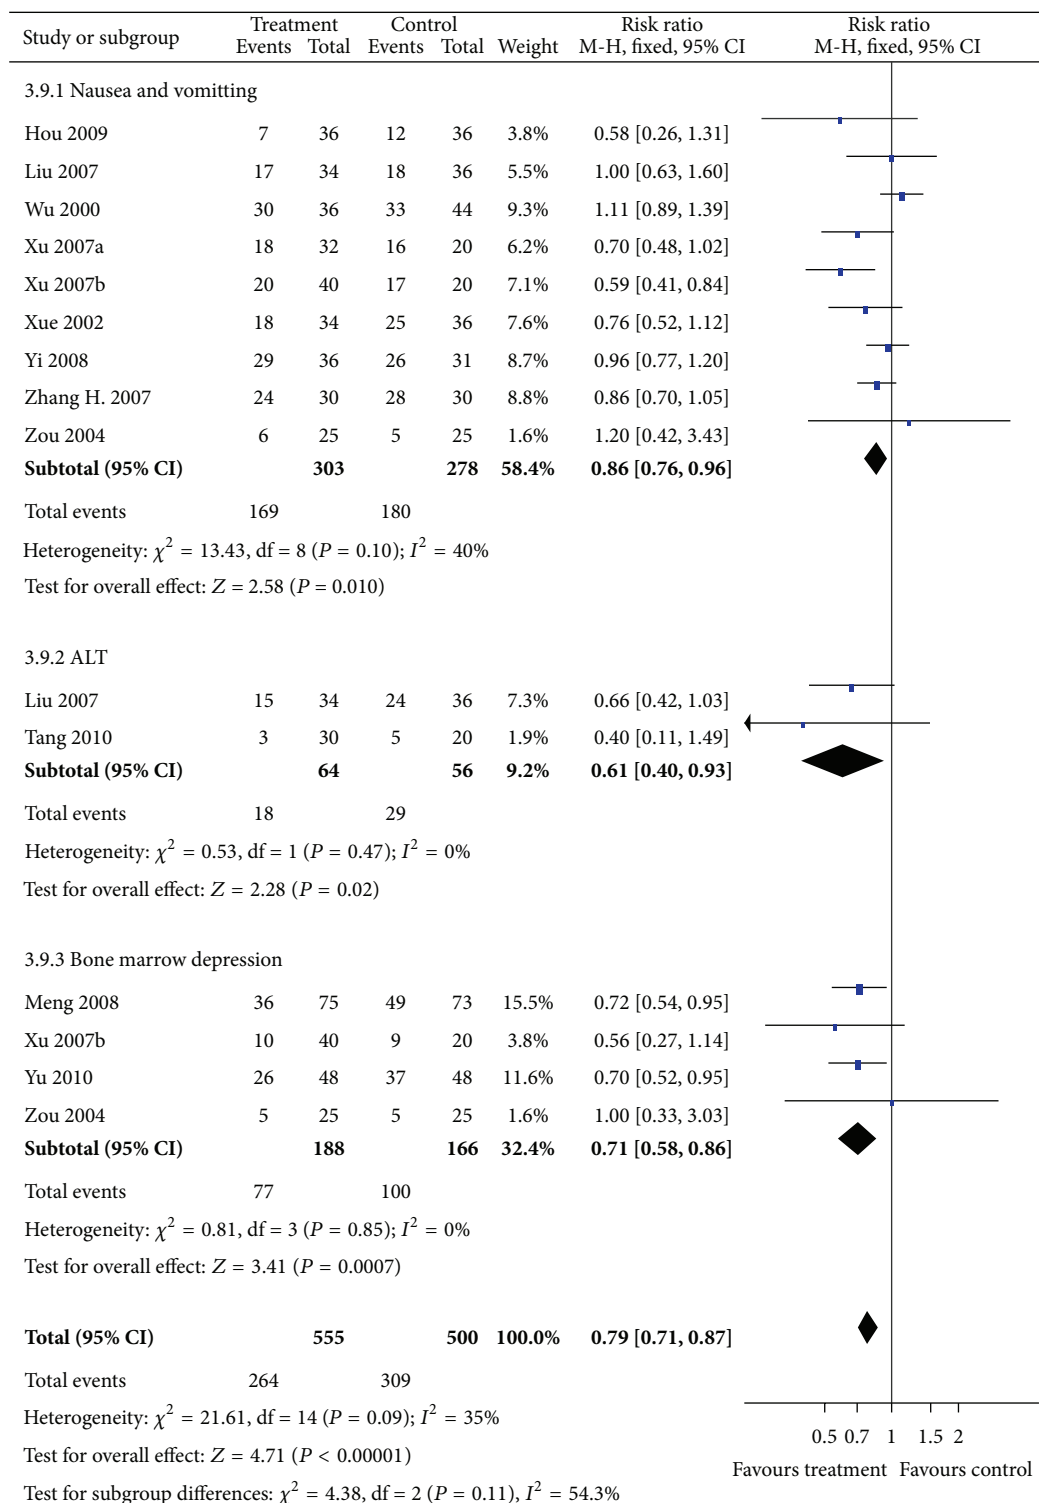 Study or subgroup Treatment Control Weight Risk ratio Risk ratio
Events Total Events Total M-H, fixed, 95% CI M-H, fixed, 95% CI
3.9.1 Nausea and vomitting
Hou 2009 7 36 12 36 3.8% 0.58 [0.26, 1.31]
Liu 2007 17 34 18 36 5.5% 1.00 [0.63, 1.60]
Wu 2000 30 36 33 44 9.3% 1.11 [0.89, 1.39]
Xu 2007a 18 32 16 20 6.2% 0.70 [0.48, 1.02]
Xu 2007b 20 40 17 20 7.1% 0.59 [0.41, 0.84]
Xue 2002 18 34 25 36 7.6% 0.76 [0.52, 1.12]
Yi 2008 29 36 26 31 8.7% 0.96 [0.77, 1.20]
Zhang H. 2007 24 30 28 30 8.8% 0.86 [0.70, 1.05]
Zou 2004 6 25 5 25 1.6% 1.20 [0.42, 3.43]
Subtotal (95% CI) 303 278 58.4% 0.86 [0.76, 0.96]
Total events 169 180
Heterogeneity: χ² = 13.43, df = 8 (P = 0.10); I² = 40%
Test for overall effect: Z = 2.58 (P = 0.010)
3.9.2 ALT
Liu 2007 15 34 24 36 7.3% 0.66 [0.42, 1.03]
Tang 2010 3 30 5 20 1.9% 0.40 [0.11, 1.49]
Subtotal (95% CI) 64 56 9.2% 0.61 [0.40, 0.93]
Total events 18 29
Heterogeneity: χ² = 0.53, df = 1 (P = 0.47); I² = 0%
Test for overall effect: Z = 2.28 (P = 0.02)
3.9.3 Bone marrow depression
Meng 2008 36 75 49 73 15.5% 0.72 [0.54, 0.95]
Xu 2007b 10 40 9 20 3.8% 0.56 [0.27, 1.14]
Yu 2010 26 48 37 48 11.6% 0.70 [0.52, 0.95]
Zou 2004 5 25 5 25 1.6% 1.00 [0.33, 3.03]
Subtotal (95% CI) 188 166 32.4% 0.71 [0.58, 0.86]
Total events 77 100
Heterogeneity: χ² = 0.81, df = 3 (P = 0.85); I² = 0%
Test for overall effect: Z = 3.41 (P = 0.0007)
Total (95% CI) 555 500 100.0% 0.79 [0.71, 0.87]
Total events 264 309
Heterogeneity: χ² = 21.61, df = 14 (P = 0.09); I² = 35%
Test for overall effect: Z = 4.71 (P < 0.00001)
Test for subgroup differences: χ² = 4.38, df = 2 (P = 0.11), I² = 54.3%
0.5 0.7 1 1.5 2
Favours treatment Favours control